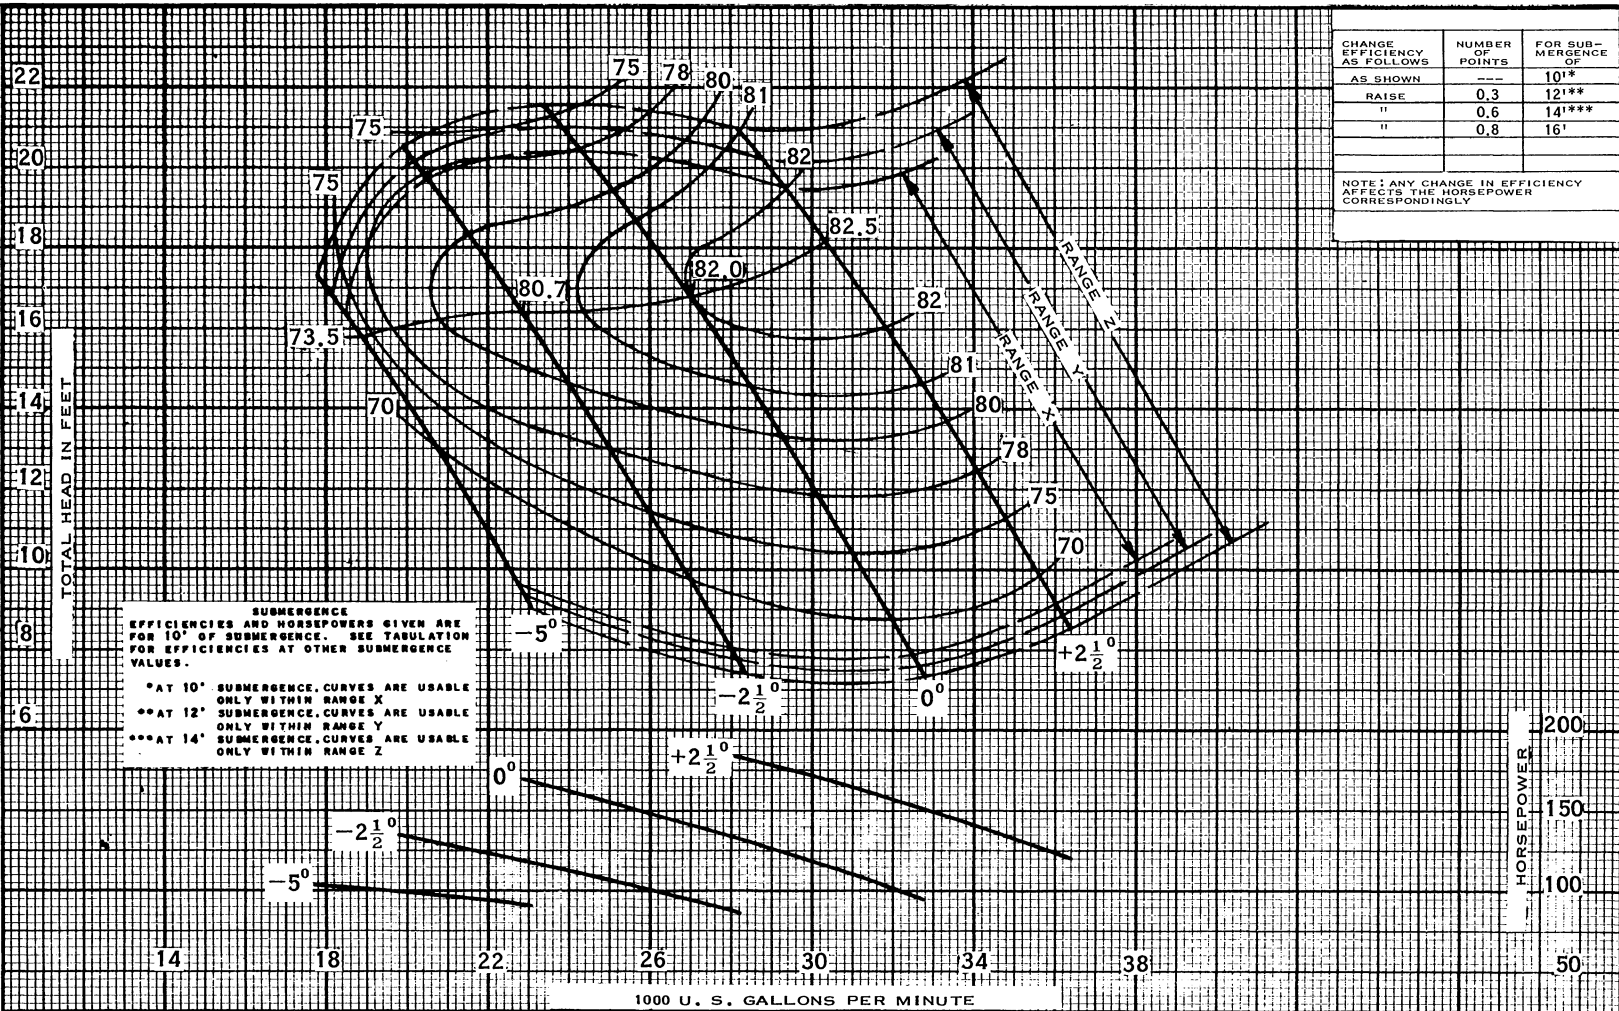 CHANGE EFFICIENCY AS FOLLOWS
NUMBER OF POINTS
FOR SUB-MERGENCE OF
AS SHOWN --- 10'*
RAISE 0.3 12'**
" 0.6 14'***
" 0.8 16'
NOTE: ANY CHANGE IN EFFICIENCY
AFFECTS THE HORSEPOWER
CORRESPONDINGLY
22
20
18
16
14
12
10
8
6
TOTAL HEAD IN FEET
75
78
80
81
75
75
82
82.5
82.0
80.7
82
73.5
81
80
70
78
75
70
RANGE Z
RANGE Y
RANGE X
-5°
-2½°
0°
+2½°
SUBMERGENCE
EFFICIENCIES AND HORSEPOWERS GIVEN ARE
FOR 10' OF SUBMERGENCE. SEE TABULATION
FOR EFFICIENCIES AT OTHER SUBMERGENCE
VALUES.
*AT 10' SUBMERGENCE, CURVES ARE USABLE
ONLY WITHIN RANGE X
**AT 12' SUBMERGENCE, CURVES ARE USABLE
ONLY WITHIN RANGE Y
***AT 14' SUBMERGENCE, CURVES ARE USABLE
ONLY WITHIN RANGE Z
+2½°
0°
-2½°
-5°
200
150
100
50
HORSEPOWER
14 18 22 26 30 34 38
1000 U. S. GALLONS PER MINUTE